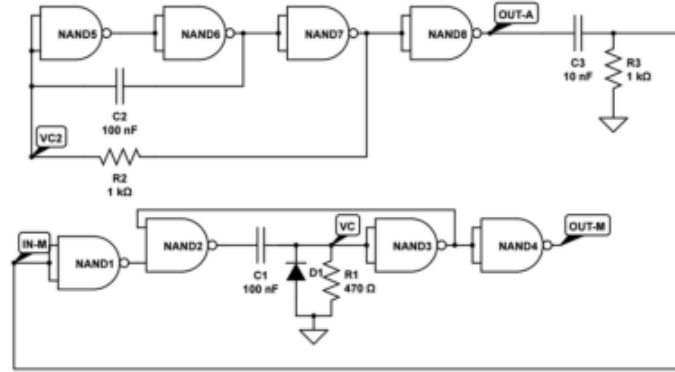 OUT-A
NAND5
NAND6
NAND7
NAND8
C3
10 nF
R3
1 kΩ
C2
100 nF
VC2
R2
1 kΩ
IN-M
NAND1
NAND2
C1
100 nF
D1
VC
R1
470 Ω
NAND3
NAND4
OUT-M